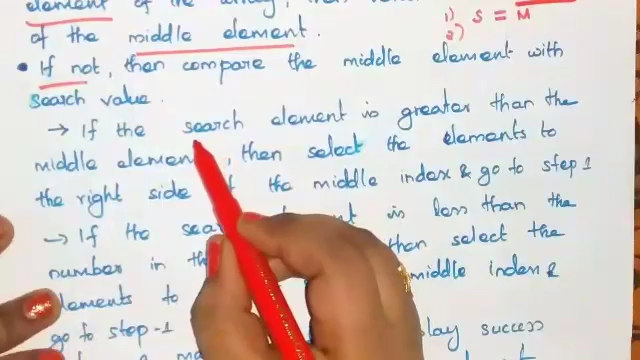 element of the array, then
of the middle element.
1) S = M
2)
• If not, then compare the middle element with
search value.
→ If the search element is greater than the
middle element, then select the elements to
the right side the middle index & go to step 1
→ If the is less than the
number in select the
elements to middle index &
go to step-1 success